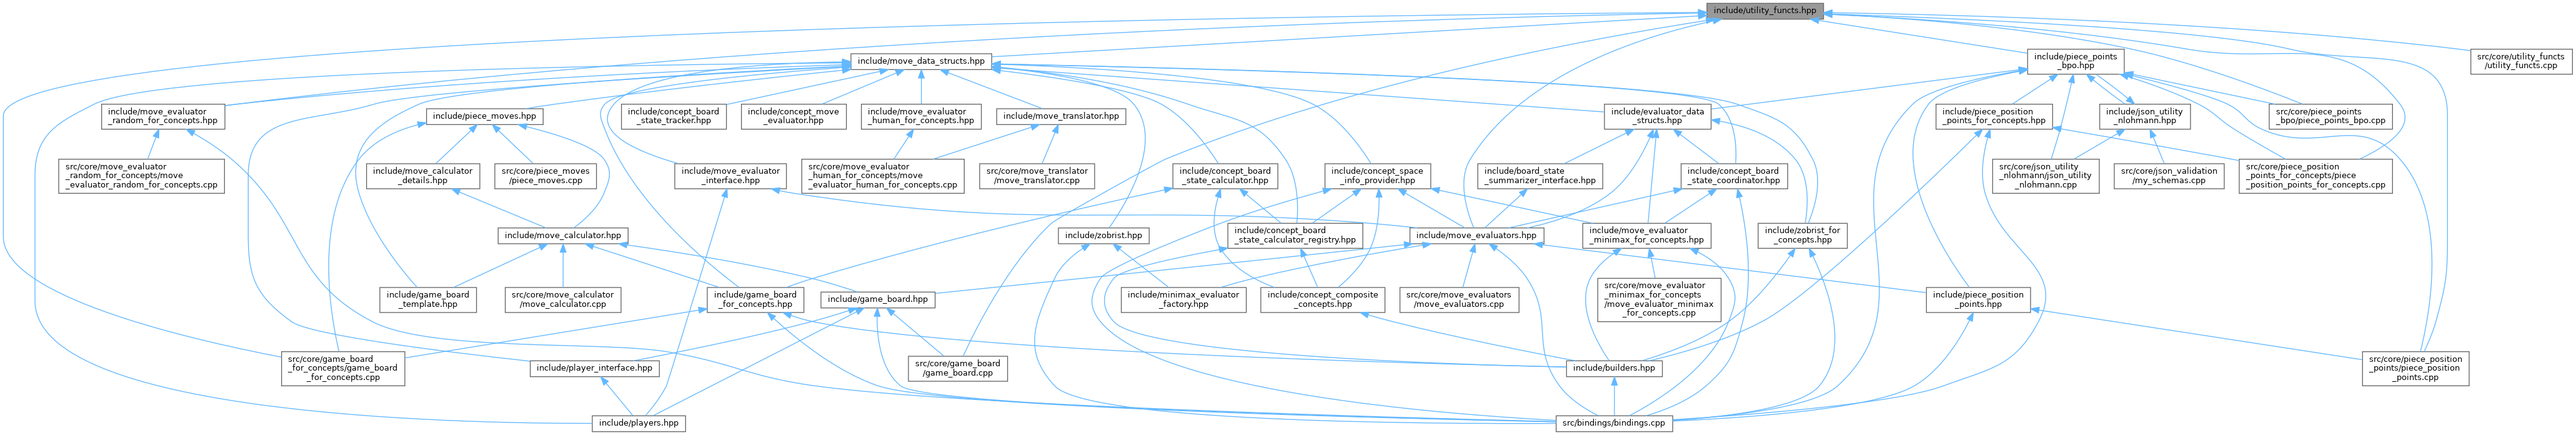 include/utility_functs.hpp
include/move_data_structs.hpp
include/piece_points
_bpo.hpp
src/core/utility_functs
/utility_functs.cpp
include/move_evaluator
_random_for_concepts.hpp
include/piece_moves.hpp
include/concept_board
_state_tracker.hpp
include/concept_move
_evaluator.hpp
include/move_evaluator
_human_for_concepts.hpp
include/move_translator.hpp
include/evaluator_data
_structs.hpp
include/piece_position
_points_for_concepts.hpp
include/json_utility
_nlohmann.hpp
src/core/piece_points
_bpo/piece_points_bpo.cpp
src/core/move_evaluator
_random_for_concepts/move
_evaluator_random_for_concepts.cpp
include/move_calculator
_details.hpp
src/core/piece_moves
/piece_moves.cpp
include/move_evaluator
_interface.hpp
src/core/move_evaluator
_human_for_concepts/move
_evaluator_human_for_concepts.cpp
src/core/move_translator
/move_translator.cpp
include/concept_board
_state_calculator.hpp
include/concept_space
_info_provider.hpp
include/board_state
_summarizer_interface.hpp
include/concept_board
_state_coordinator.hpp
src/core/json_utility
_nlohmann/json_utility
_nlohmann.cpp
src/core/json_validation
/my_schemas.cpp
src/core/piece_position
_points_for_concepts/piece
_position_points_for_concepts.cpp
include/move_calculator.hpp
include/zobrist.hpp
include/concept_board
_state_calculator_registry.hpp
include/move_evaluators.hpp
include/move_evaluator
_minimax_for_concepts.hpp
include/zobrist_for
_concepts.hpp
include/game_board
_template.hpp
src/core/move_calculator
/move_calculator.cpp
include/game_board
_for_concepts.hpp
include/game_board.hpp
include/minimax_evaluator
_factory.hpp
include/concept_composite
_concepts.hpp
src/core/move_evaluators
/move_evaluators.cpp
src/core/move_evaluator
_minimax_for_concepts
/move_evaluator_minimax
_for_concepts.cpp
include/piece_position
_points.hpp
src/core/game_board
_for_concepts/game_board
_for_concepts.cpp
include/player_interface.hpp
src/core/game_board
/game_board.cpp
include/builders.hpp
src/core/piece_position
_points/piece_position
_points.cpp
include/players.hpp
src/bindings/bindings.cpp